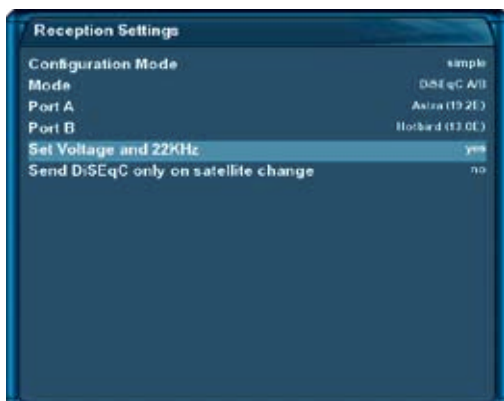 Reception Settings
Configuration Mode simple
Mode DiSEqC A/B
Port A Astra (19.2E)
Port B Hotbird (13.0E)
Set Voltage and 22KHz yes
Send DiSEqC only on satellite change no